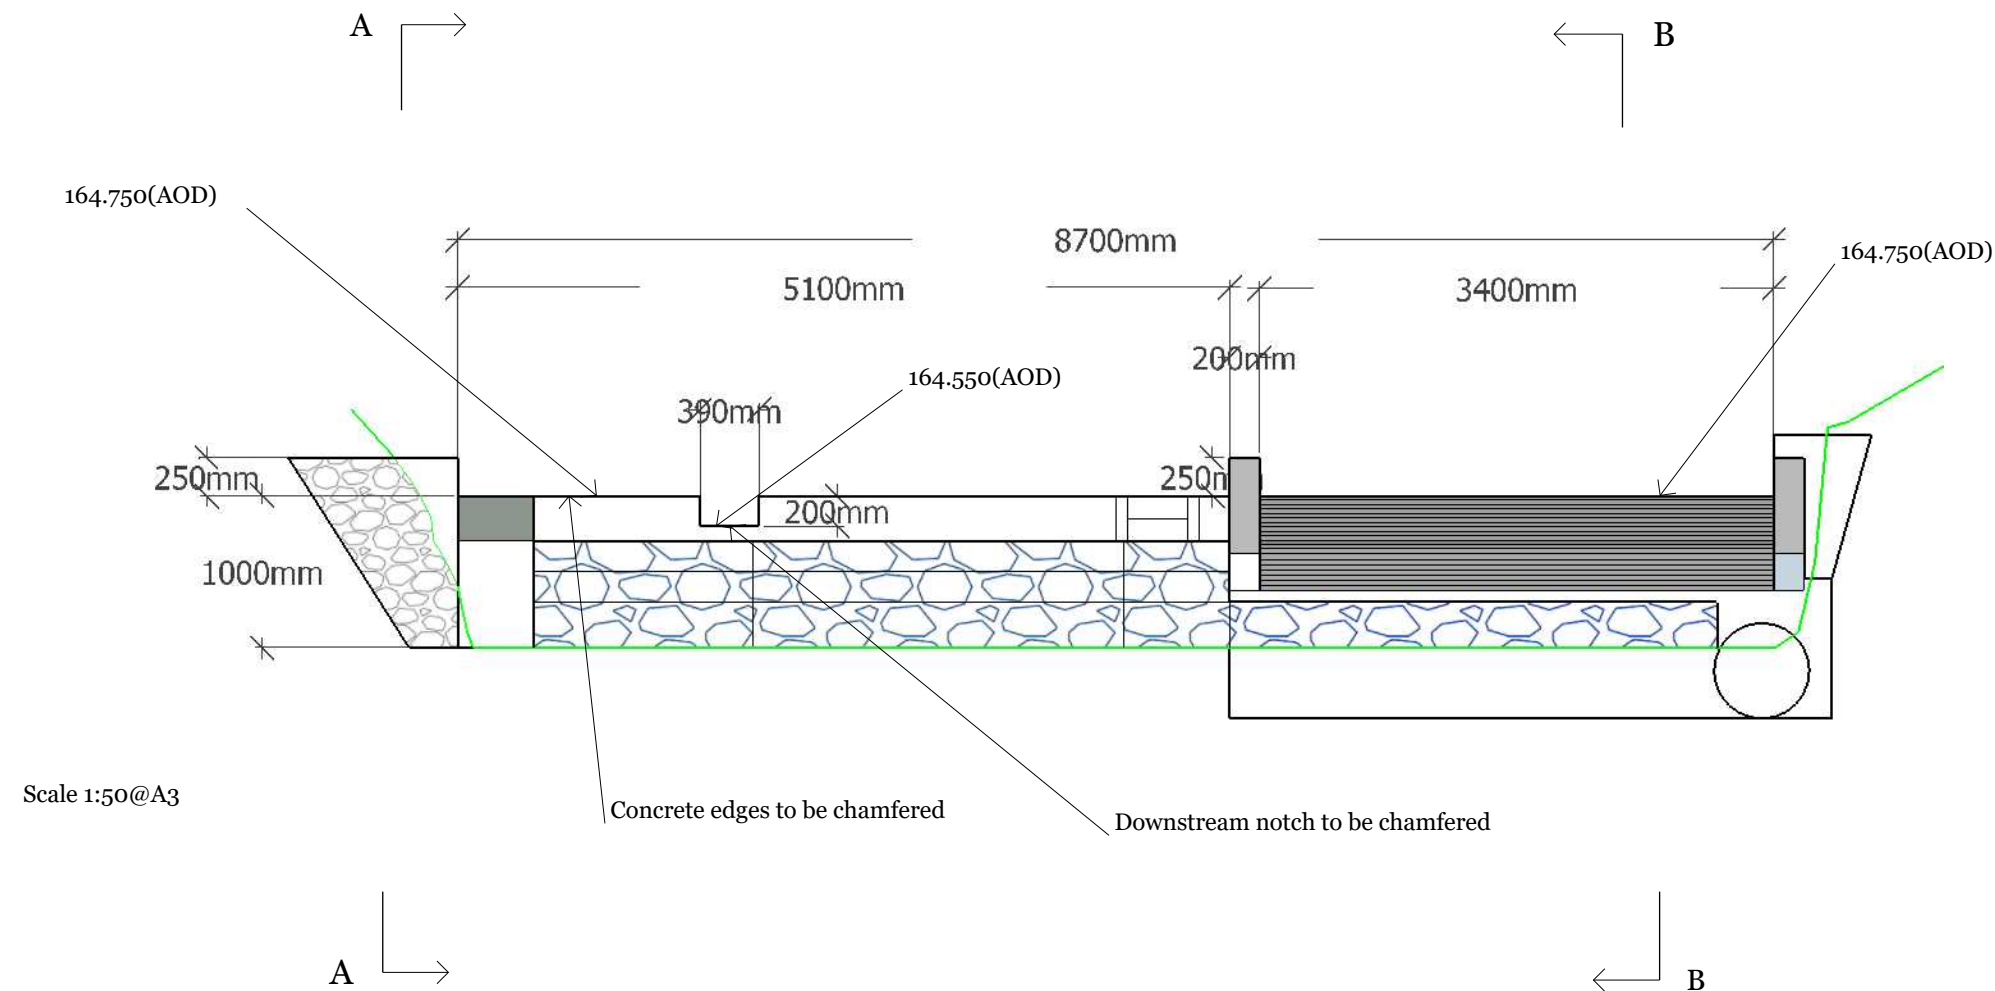 A
B
164.750(AOD)
8700mm
164.750(AOD)
5100mm
3400mm
200mm
164.550(AOD)
390mm
250mm
250m
200mm
1000mm
Scale 1:50@A3
Concrete edges to be chamfered
Downstream notch to be chamfered
A
B